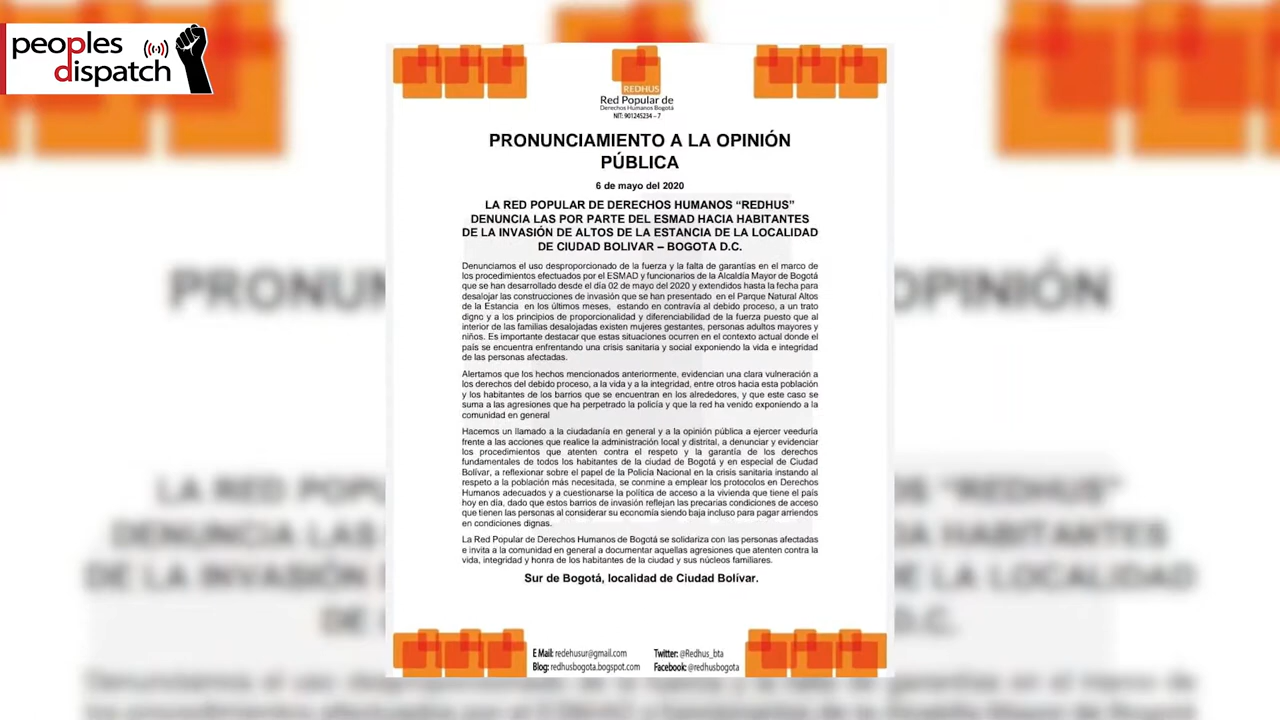 peoples
dispatch
REDHUS
Red Popular de
Derechos Humanos Bogotá
NIT: 901245234 – 7
PRONUNCIAMIENTO A LA OPINIÓN
PÚBLICA
6 de mayo del 2020
LA RED POPULAR DE DERECHOS HUMANOS “REDHUS”
DENUNCIA LAS POR PARTE DEL ESMAD HACIA HABITANTES
DE LA INVASIÓN DE ALTOS DE LA ESTANCIA DE LA LOCALIDAD
DE CIUDAD BOLIVAR – BOGOTA D.C.
Denunciamos el uso desproporcionado de la fuerza y la falta de garantías en el marco de
los procedimientos efectuados por el ESMAD y funcionarios de la Alcaldía Mayor de Bogotá
que se han desarrollado desde el día 02 de mayo del 2020 y extendidos hasta la fecha para
desalojar las construcciones de invasión que se han presentado en el Parque Natural Altos
de la Estancia en los últimos meses, estando en contravía al debido proceso, a un trato
digno y a los principios de proporcionalidad y diferenciabilidad de la fuerza puesto que al
interior de las familias desalojadas existen mujeres gestantes, personas adultos mayores y
niños. Es importante destacar que estas situaciones ocurren en el contexto actual donde el
país se encuentra enfrentando una crisis sanitaria y social exponiendo la vida e integridad
de las personas afectadas.
Alertamos que los hechos mencionados anteriormente, evidencian una clara vulneración a
los derechos del debido proceso, a la vida y a la integridad, entre otros hacia esta población
y los habitantes de los barrios que se encuentran en los alrededores, y que este caso se
suma a las agresiones que ha perpetrado la policía y que la red ha venido exponiendo a la
comunidad en general
Hacemos un llamado a la ciudadanía en general y a la opinión pública a ejercer veeduría
frente a las acciones que realice la administración local y distrital, a denunciar y evidenciar
los procedimientos que atenten contra el respeto y la garantía de los derechos
fundamentales de todos los habitantes de la ciudad de Bogotá y en especial de Ciudad
Bolívar, a reflexionar sobre el papel de la Policía Nacional en la crisis sanitaria instando al
respeto a la población más necesitada, se conmine a emplear los protocolos en Derechos
Humanos adecuados y a cuestionarse la política de acceso a la vivienda que tiene el país
hoy en día, dado que estos barrios de invasión reflejan las precarias condiciones de acceso
que tienen las personas al considerar su economía siendo baja incluso para pagar arriendos
en condiciones dignas.
La Red Popular de Derechos Humanos de Bogotá se solidariza con las personas afectadas
e invita a la comunidad en general a documentar aquellas agresiones que atenten contra la
vida, integridad y honra de los habitantes de la ciudad y sus núcleos familiares.
Sur de Bogotá, localidad de Ciudad Bolívar.
E Mail: redehusur@gmail.com
Twitter: @Redhus_bta
Blog: redhusbogota.bogspot.com
Facebook: @redhusbogota